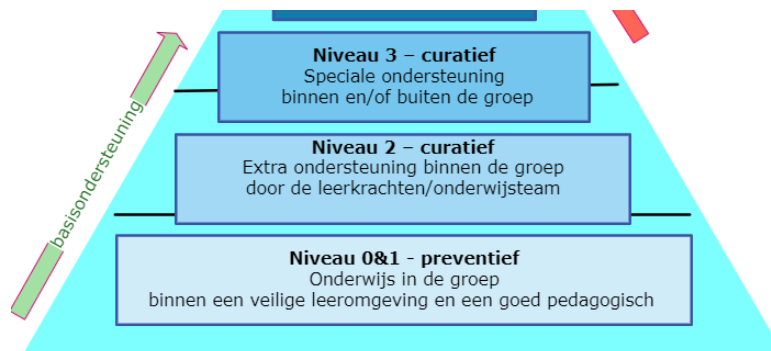 Niveau 3 – curatief
Speciale ondersteuning
binnen en/of buiten de groep
basisondersteuning
Niveau 2 – curatief
Extra ondersteuning binnen de groep
door de leerkrachten/onderwijsteam
Niveau 0&1 - preventief
Onderwijs in de groep
binnen een veilige leeromgeving en een goed pedagogisch